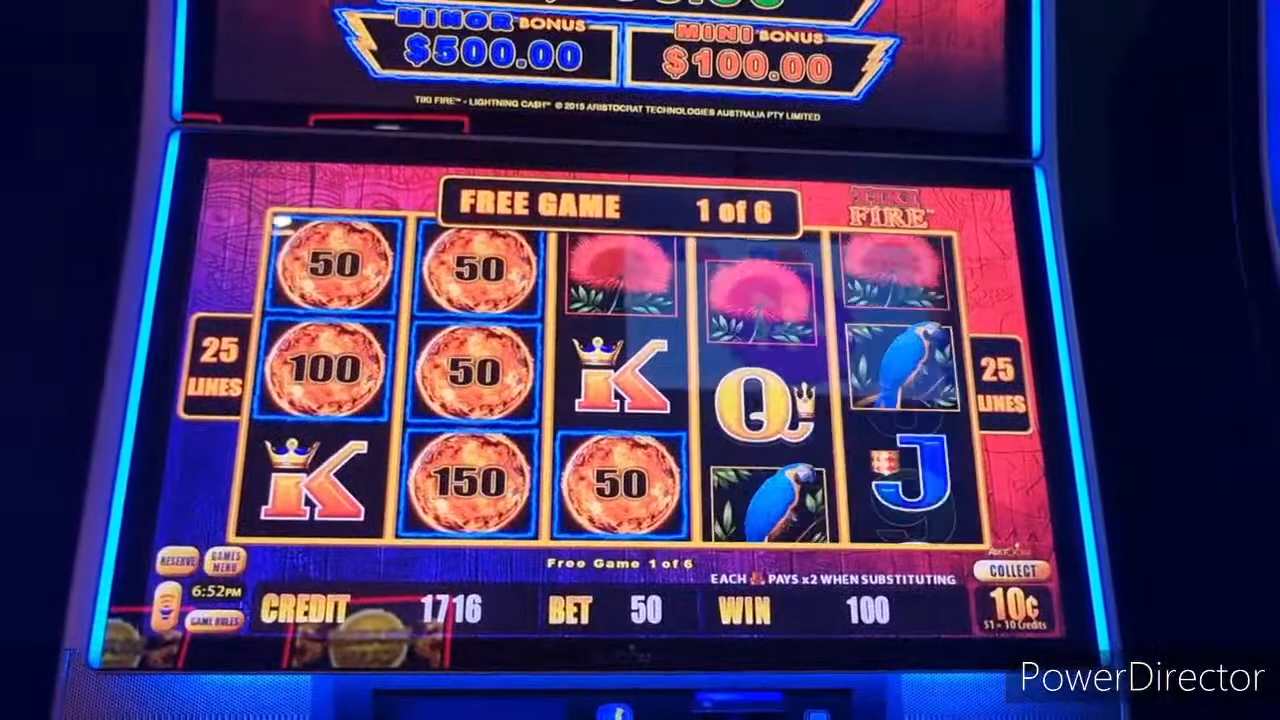 MINOR BONUS
$500.00
MINI BONUS
$100.00
TIKI FIRE™ - LIGHTNING CASH™ © 2015 ARISTOCRAT TECHNOLOGIES AUSTRALIA PTY LIMITED
FREE GAME 1 of 6
TIKI FIRE™
50 50
25 LINES
100 50 K
Q
25 LINES
K 150 50
J
RESERVE
GAMES MENU
Free Game 1 of 6
EACH PAYS x2 WHEN SUBSTITUTING
COLLECT
6:52PM
GAME RULES
CREDIT 1716 BET 50 WIN 100
10¢
$1 = 10 Credits
PowerDirector